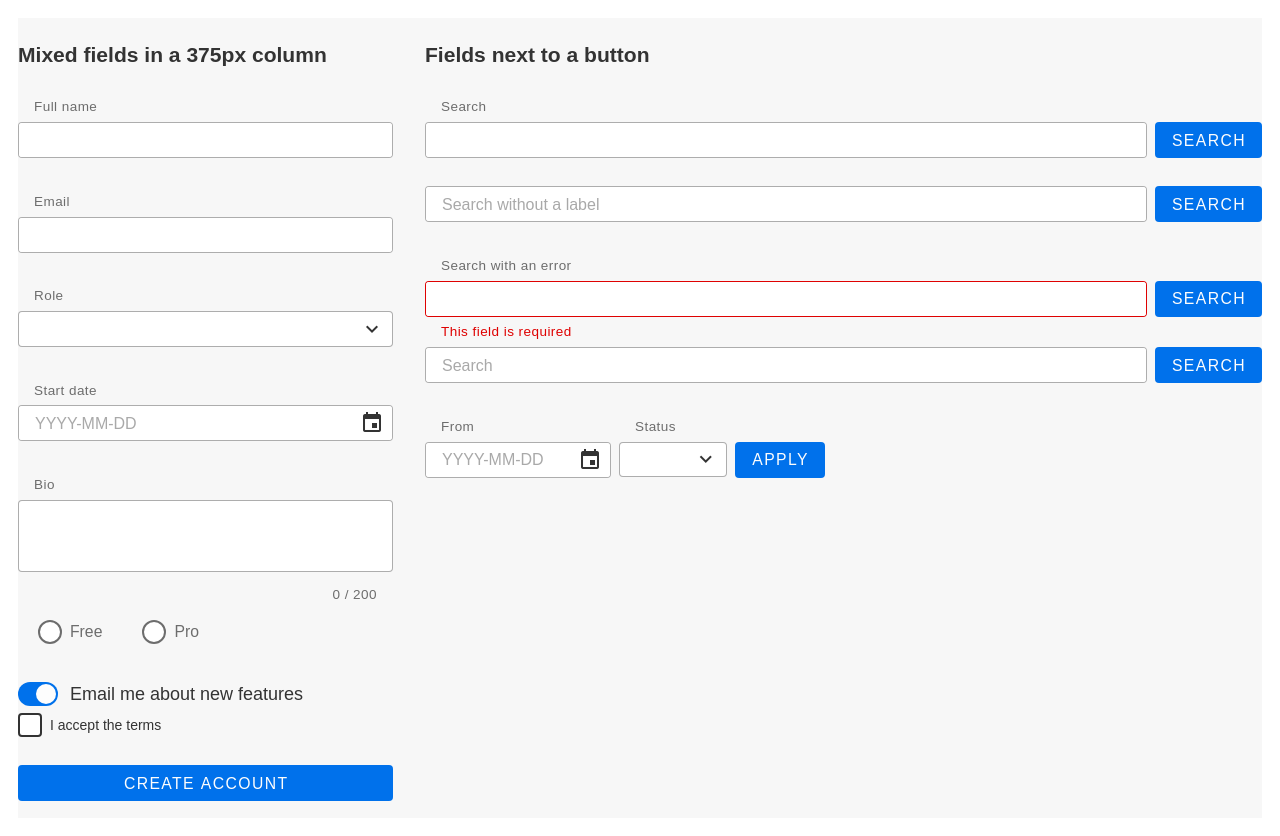 Mixed fields in a 375px column
Full name
Email
Role
Start date
YYYY-MM-DD
Bio
0 / 200
Free
Pro
Email me about new features
I accept the terms
CREATE ACCOUNT
Fields next to a button
Search
SEARCH
Search without a label
SEARCH
Search with an error
SEARCH
This field is required
Search
SEARCH
From
Status
YYYY-MM-DD
APPLY